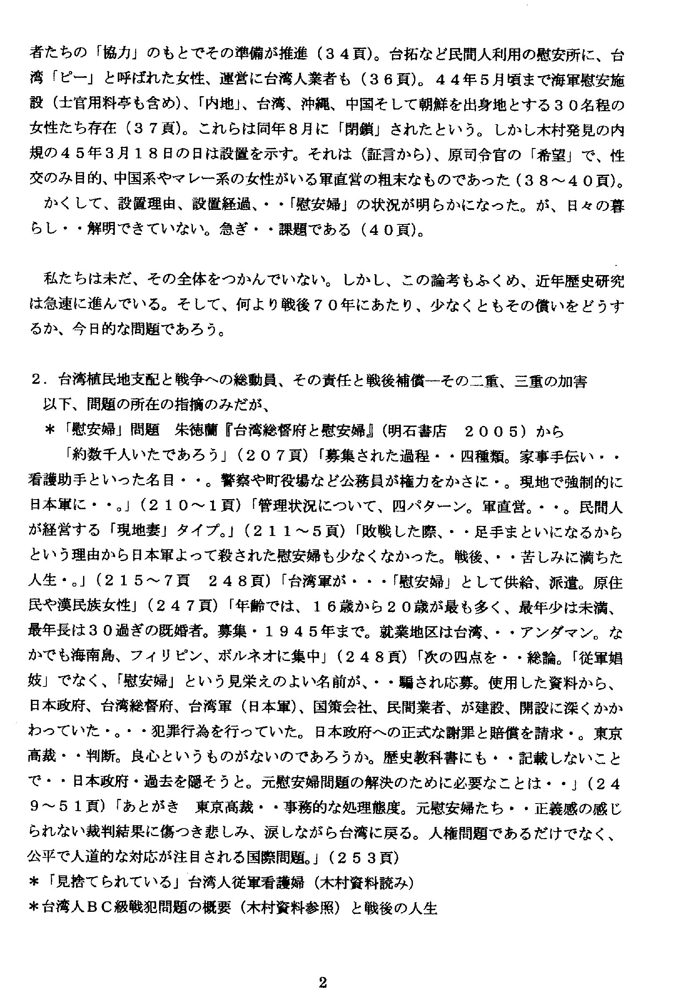 者たちの「協力」のもとでその準備が推進（３４頁）。台拓など民間人利用の慰安所に、台
湾「ピー」と呼ばれた女性、運営に台湾人業者も（３６頁）。４４年５月頃まで海軍慰安施
設（士官用料亭も含め）、「内地」、台湾、沖縄、中国そして朝鮮を出身地とする３０名程の
女性たち存在（３７頁）。これらは同年８月に「閉鎖」されたという。しかし木村発見の内
規の４５年３月１８日の日は設置を示す。それは（証言から）、原司令官の「希望」で、性
交のみ目的、中国系やマレー系の女性がいる軍直営の粗末なものであった（３８～４０頁）。
　かくして、設置理由、設置経過、・・「慰安婦」の状況が明らかになった。が、日々の暮
らし・・解明できていない。急ぎ・・課題である（４０頁）。
　私たちは未だ、その全体をつかんでいない。しかし、この論考もふくめ、近年歴史研究
は急速に進んでいる。そして、何より戦後７０年にあたり、少なくともその償いをどうす
るか、今日的な問題であろう。
２．台湾植民地支配と戦争への総動員、その責任と戦後補償―その二重、三重の加害
　以下、問題の所在の指摘のみだが、
　＊「慰安婦」問題　朱徳蘭『台湾総督府と慰安婦』（明石書店　２００５）から
　　「約数千人いたであろう」（２０７頁）「募集された過程・・四種類。家事手伝い・・
看護助手といった名目・・。警察や町役場など公務員が権力をかさに・。現地で強制的に
日本軍に・・。」（２１０～１頁）「管理状況について、四パターン。軍直営。・・。民間人
が経営する「現地妻」タイプ。」（２１１～５頁）「敗戦した際、・・足手まといになるから
という理由から日本軍よって殺された慰安婦も少なくなかった。戦後、・・苦しみに満ちた
人生・。」（２１５～７頁　２４８頁）「台湾軍が・・・「慰安婦」として供給、派遣。原住
民や漢民族女性」（２４７頁）「年齢では、１６歳から２０歳が最も多く、最年少は未満、
最年長は３０過ぎの既婚者。募集・１９４５年まで。就業地区は台湾、・・アンダマン。な
かでも海南島、フィリピン、ボルネオに集中」（２４８頁）「次の四点を・・総論。「従軍娼
妓」でなく、「慰安婦」という見栄えのよい名前が、・・騙され応募。使用した資料から、
日本政府、台湾総督府、台湾軍（日本軍）、国策会社、民間業者、が建設、開設に深くかか
わっていた・。・・犯罪行為を行っていた。日本政府への正式な謝罪と賠償を請求・。東京
高裁・・判断。良心というものがないのであろうか。歴史教科書にも・・記載しないこと
で・・日本政府・過去を隠そうと。元慰安婦問題の解決のために必要なことは・・」（２４
９～５１頁）「あとがき　東京高裁・・事務的な処理態度。元慰安婦たち・・正義感の感じ
られない裁判結果に傷つき悲しみ、涙しながら台湾に戻る。人権問題であるだけでなく、
公平で人道的な対応が注目される国際問題。」（２５３頁）
＊「見捨てられている」台湾人従軍看護婦（木村資料読み）
＊台湾人ＢＣ級戦犯問題の概要（木村資料参照）と戦後の人生
2